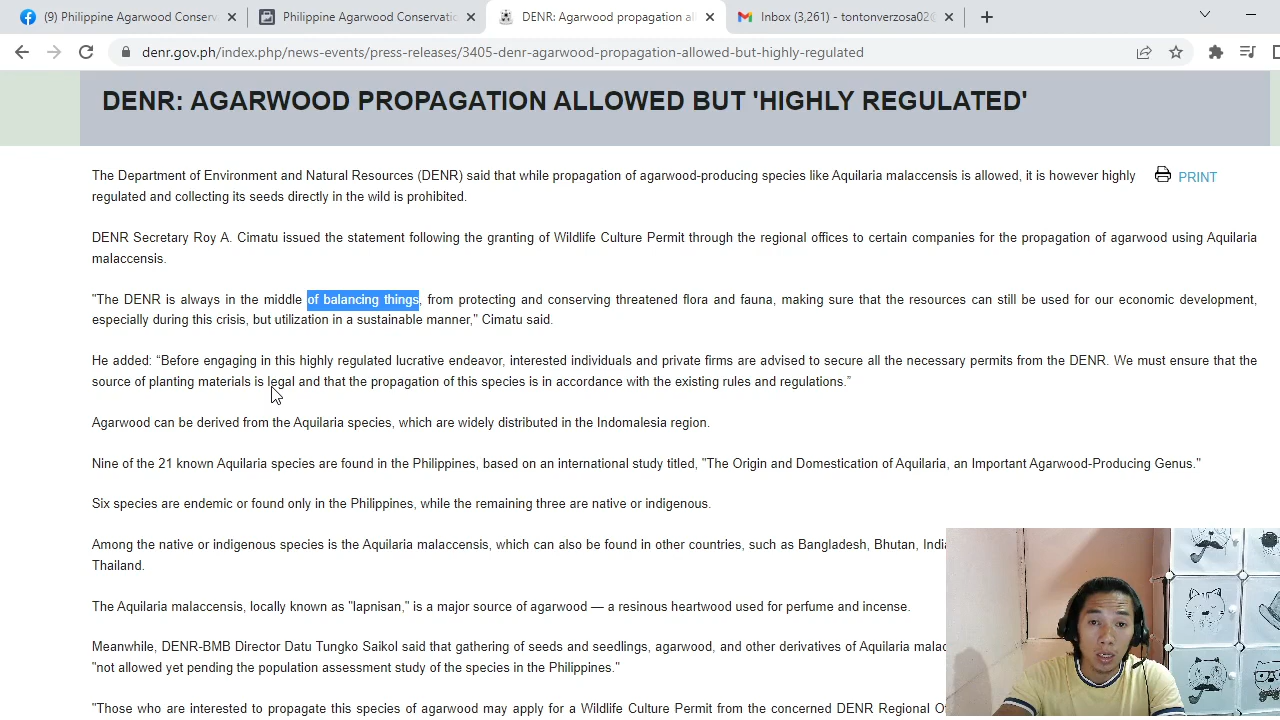 (9) Philippine Agarwood Conserv
Philippine Agarwood Conservatio
DENR: Agarwood propagation all
Inbox (3,261) - tontonverzosa02@
denr.gov.ph/index.php/news-events/press-releases/3405-denr-agarwood-propagation-allowed-but-highly-regulated
DENR: AGARWOOD PROPAGATION ALLOWED BUT 'HIGHLY REGULATED'
PRINT
The Department of Environment and Natural Resources (DENR) said that while propagation of agarwood-producing species like Aquilaria malaccensis is allowed, it is however highly
regulated and collecting its seeds directly in the wild is prohibited.
DENR Secretary Roy A. Cimatu issued the statement following the granting of Wildlife Culture Permit through the regional offices to certain companies for the propagation of agarwood using Aquilaria
malaccensis.
"The DENR is always in the middle of balancing things, from protecting and conserving threatened flora and fauna, making sure that the resources can still be used for our economic development,
especially during this crisis, but utilization in a sustainable manner," Cimatu said.
He added: “Before engaging in this highly regulated lucrative endeavor, interested individuals and private firms are advised to secure all the necessary permits from the DENR. We must ensure that the
source of planting materials is legal and that the propagation of this species is in accordance with the existing rules and regulations.”
Agarwood can be derived from the Aquilaria species, which are widely distributed in the Indomalesia region.
Nine of the 21 known Aquilaria species are found in the Philippines, based on an international study titled, "The Origin and Domestication of Aquilaria, an Important Agarwood-Producing Genus."
Six species are endemic or found only in the Philippines, while the remaining three are native or indigenous.
Among the native or indigenous species is the Aquilaria malaccensis, which can also be found in other countries, such as Bangladesh, Bhutan, India
Thailand.
The Aquilaria malaccensis, locally known as "lapnisan," is a major source of agarwood — a resinous heartwood used for perfume and incense.
Meanwhile, DENR-BMB Director Datu Tungko Saikol said that gathering of seeds and seedlings, agarwood, and other derivatives of Aquilaria malac
"not allowed yet pending the population assessment study of the species in the Philippines."
"Those who are interested to propagate this species of agarwood may apply for a Wildlife Culture Permit from the concerned DENR Regional O